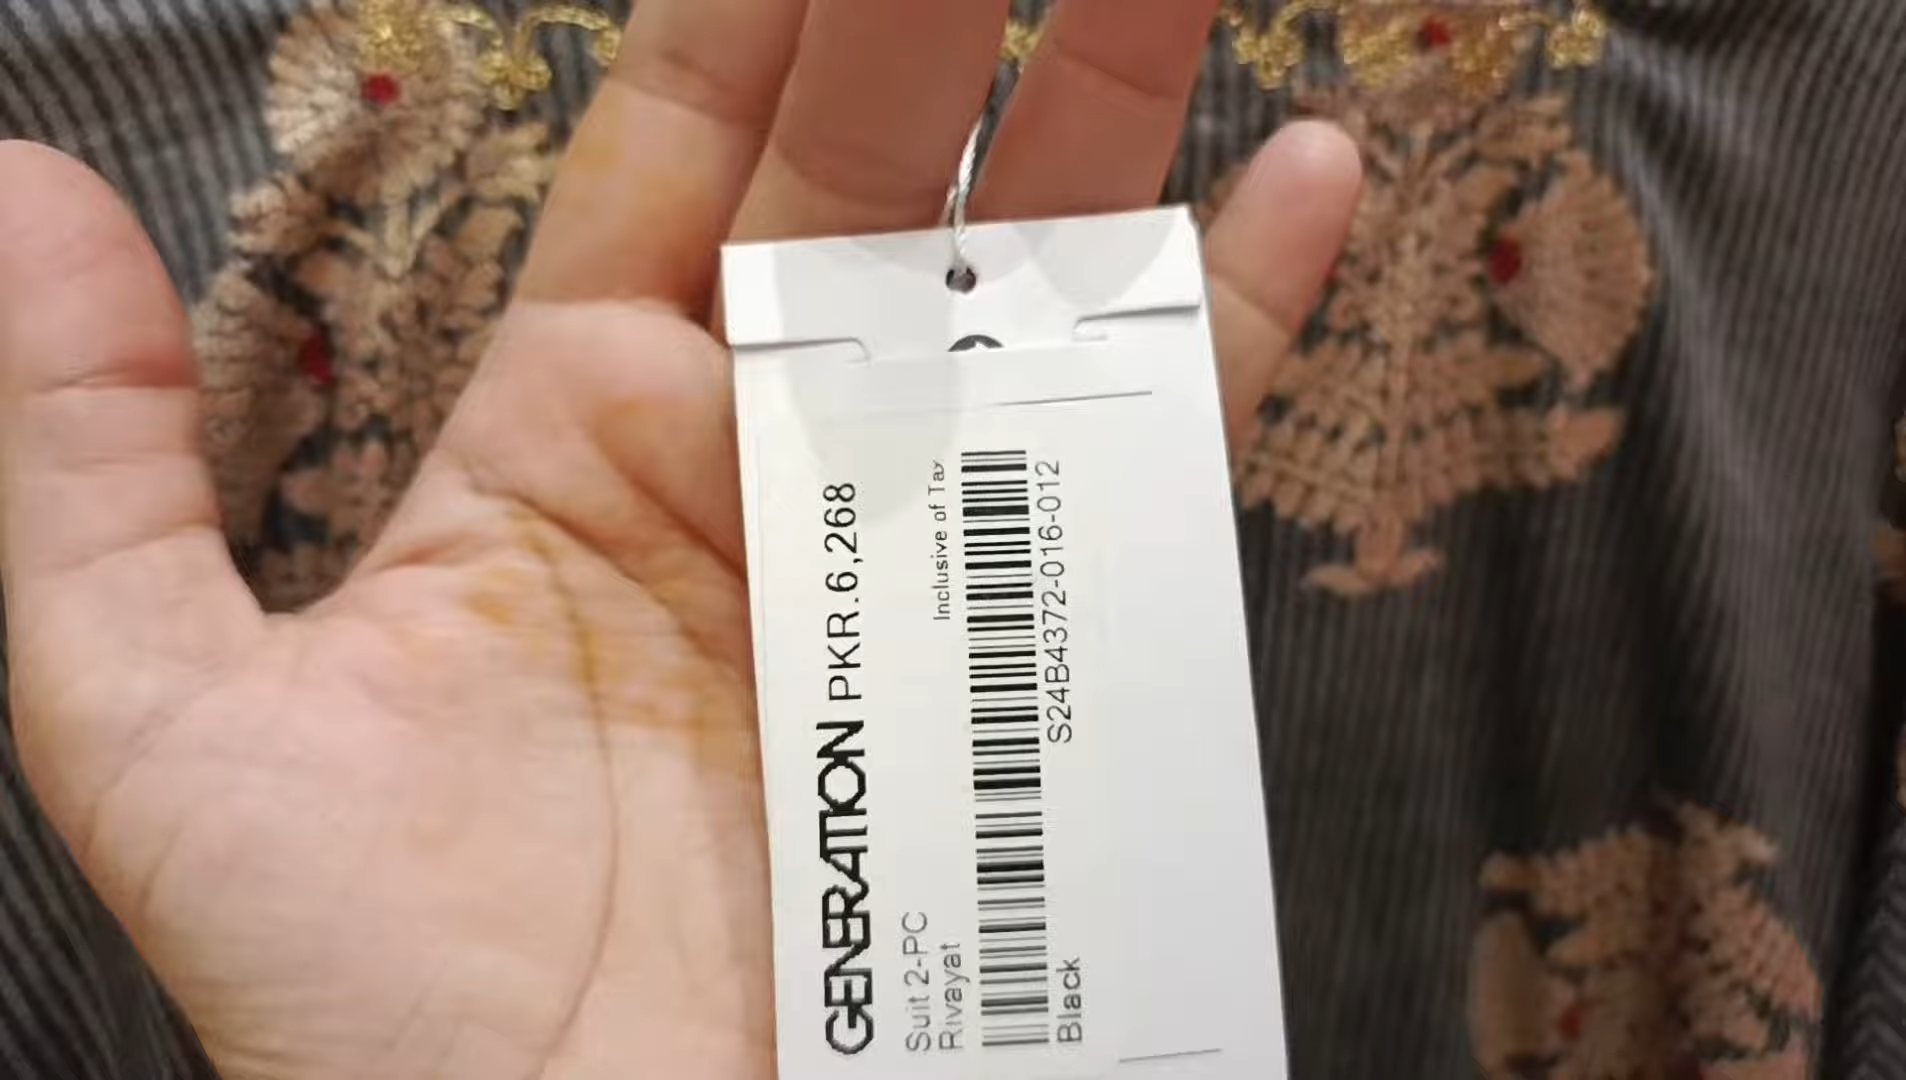 GENERATION PKR.6,268
Suit 2-PC
Rivayat
Inclusive of Tax
S24B4372-016-012
Black